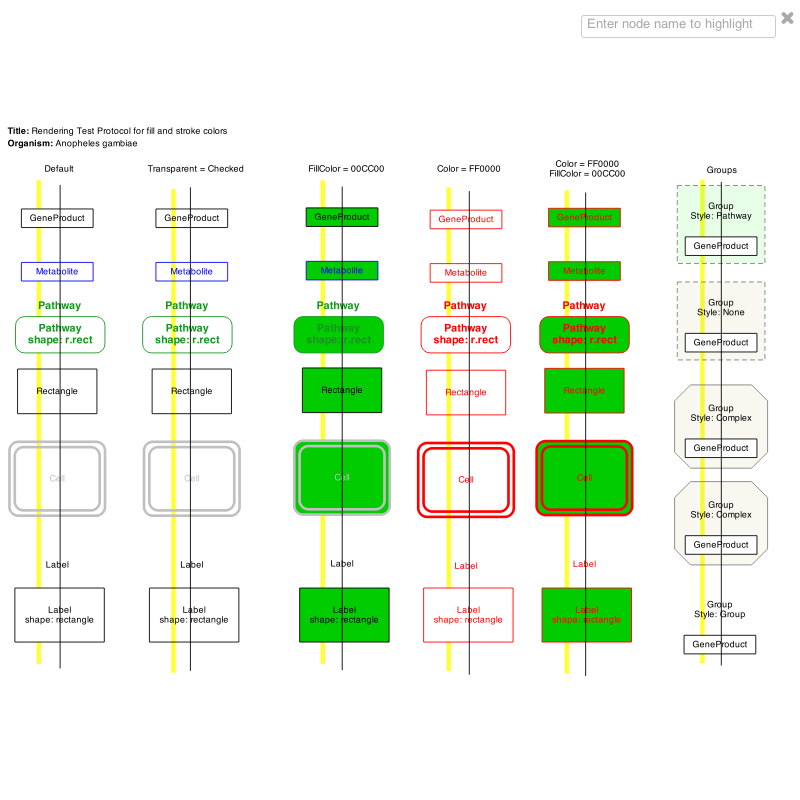 Enter node name to highlight
Title: Rendering Test Protocol for fill and stroke colors
Organism: Anopheles gambiae
Default
GeneProduct
Metabolite
Pathway
Pathway
shape: r.rect
Rectangle
Cell
Label
Label
shape: rectangle
Transparent = Checked
GeneProduct
Metabolite
Pathway
Pathway
shape: r.rect
Rectangle
Cell
Label
Label
shape: rectangle
FillColor = 00CC00
GeneProduct
Metabolite
Pathway
Pathway
shape: r.rect
Rectangle
Cell
Label
Label
shape: rectangle
Color = FF0000
GeneProduct
Metabolite
Pathway
Pathway
shape: r.rect
Rectangle
Cell
Label
Label
shape: rectangle
Color = FF0000
FillColor = 00CC00
GeneProduct
Metabolite
Pathway
Pathway
shape: r.rect
Rectangle
Cell
Label
Label
shape: rectangle
Groups
Group
Style: Pathway
GeneProduct
Group
Style: None
GeneProduct
Group
Style: Complex
GeneProduct
Group
Style: Complex
GeneProduct
Group
Style: Group
GeneProduct